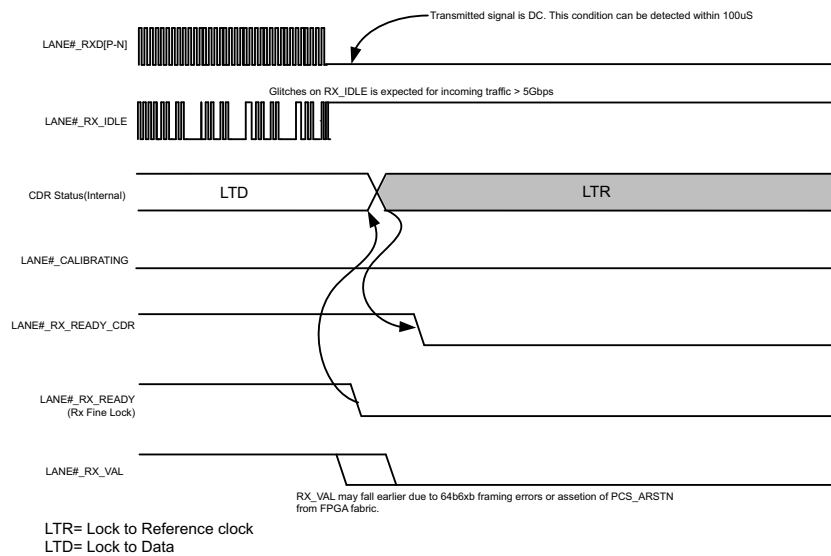 Transmitted signal is DC. This condition can be detected within 100uS
LANE#_RXD[P-N]
Glitches on RX_IDLE is expected for incoming traffic > 5Gbps
LANE#_RX_IDLE
CDR Status(Internal)
LTD
LTR
LANE#_CALIBRATING
LANE#_RX_READY_CDR
LANE#_RX_READY
(Rx Fine Lock)
LANE#_RX_VAL
RX_VAL may fall earlier due to 64b6xb framing errors or assetion of PCS_ARSTN
from FPGA fabric.
LTR= Lock to Reference clock
LTD= Lock to Data